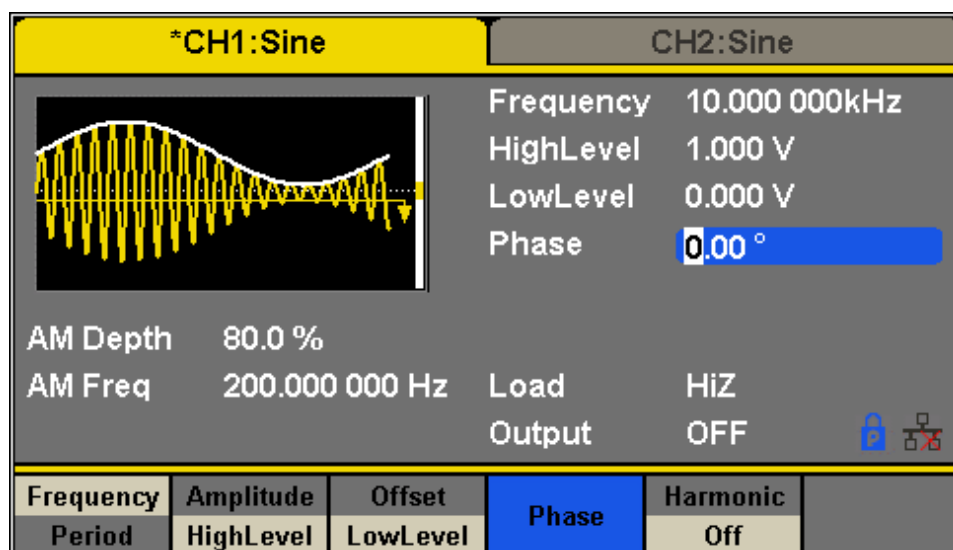 *CH1:Sine CH2:Sine
Frequency 10.000 000kHz
HighLevel 1.000 V
LowLevel 0.000 V
Phase 0.00 °
AM Depth 80.0 %
AM Freq 200.000 000 Hz Load HiZ
Output OFF P
Frequency Amplitude Offset Phase Harmonic
Period HighLevel LowLevel Off